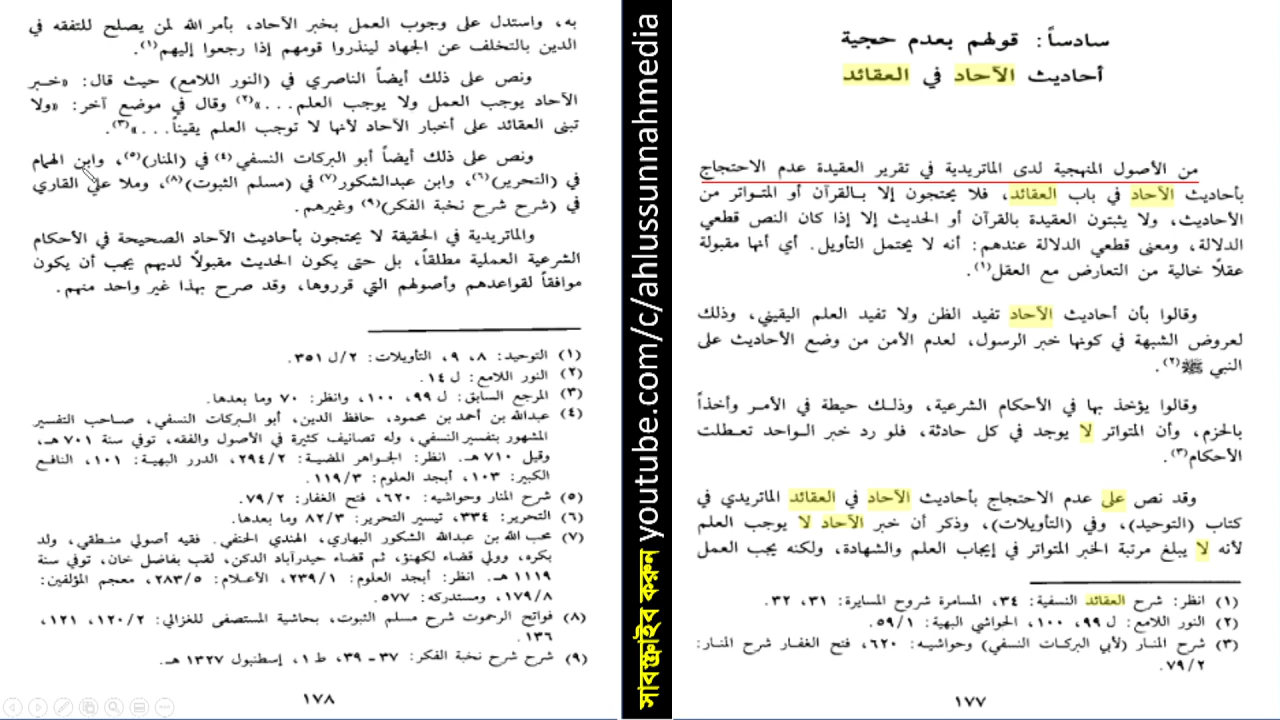 سادساً: قولهم بعدم حجية
أحاديث الآحاد في العقائد
من الأصول المنهجية لدى الماتريدية في تقرير العقيدة عدم الاحتجاج
بأحاديث الآحاد في باب العقائد، فلا يحتجون إلا بالقرآن أو المتواتر من
الأحاديث، ولا يثبتون العقيدة بالقرآن أو الحديث إلا إذا كان النص قطعي
الدلالة، ومعنى قطعي الدلالة عندهم: أنه لا يحتمل التأويل. أي أنها مقبولة
عقلاً خالية من التعارض مع العقل(١).
وقالوا بأن أحاديث الآحاد تفيد الظن ولا تفيد العلم اليقيني، وذلك
لعروض الشبهة في كونها خبر الرسول، لعدم الأمن من وضع الأحاديث على
النبي ﷺ(٢).
وقالوا يؤخذ بها في الأحكام الشرعية، وذلك حيطة في الأمر وأخذاً
بالحزم، وأن المتواتر لا يوجد في كل حادثة، فلو رد خبر الواحد تعطلت
الأحكام(٣).
وقد نص على عدم الاحتجاج بأحاديث الآحاد في العقائد الماتريدي في
كتاب (التوحيد)، وفي (التأويلات)، وذكر أن خبر الآحاد لا يوجب العلم
لأنه لا يبلغ مرتبة الخبر المتواتر في إيجاب العلم والشهادة، ولكنه يجب العمل
(١) انظر: شرح العقائد النسفية: ٣٤، المسامرة شروح المسايرة: ٣١، ٣٢.
(٢) النور اللامع: ل ٩٩، ١٠٠، الحواشي البهية: ٥٩/١.
(٣) شرح المنار (لأبي البركات النسفي) وحواشيه: ٦٢٠، فتح الغفار شرح المنار:
٧٩/٢.
١٧٧
সাবস্ক্রাইব করুন youtube.com/c/ahlussunnahmedia
به، واستدل على وجوب العمل بخبر الآحاد، بأمر الله لمن يصلح للتفقه في
الدين بالتخلف عن الجهاد لينذروا قومهم إذا رجعوا إليهم(١).
ونص على ذلك أيضاً الناصري في (النور اللامع) حيث قال: «خبر
الآحاد يوجب العمل ولا يوجب العلم...»(٢) وقال في موضع آخر: «ولا
تبنى العقائد على أخبار الآحاد لأنها لا توجب العلم يقيناً...»(٣).
ونص على ذلك أيضاً أبو البركات النسفي(٤) في (المنار)(٥)، وابن الهمام
في (التحرير)(٦)، وابن عبدالشكور(٧) في (مسلم الثبوت)(٨)، وملا علي القاري
في (شرح شرح نخبة الفكر)(٩) وغيرهم.
والماتريدية في الحقيقة لا يحتجون بأحاديث الآحاد الصحيحة في الأحكام
الشرعية العملية مطلقاً، بل حتى يكون الحديث مقبولاً لديهم يجب أن يكون
موافقاً لقواعدهم وأصولهم التي قرروها، وقد صرح بهذا غير واحد منهم.
(١) التوحيد: ٨، ٩، التأويلات: ٢/ل ٣٥١.
(٢) النور اللامع: ل ١٤.
(٣) المرجع السابق: ل ٩٩، ١٠٠، وانظر: ٧٠ وما بعدها.
(٤) عبدالله بن أحمد بن محمود، حافظ الدين، أبو البركات النسفي، صاحب التفسير
المشهور بتفسير النسفي، وله تصانيف كثيرة في الأصول والفقه، توفي سنة ٧٠١ هـ،
وقيل ٧١٠ هـ. انظر: الجواهر المضية: ٢٩٤/٢، الدرر البهية: ١٠١، النافع
الكبير: ١٠٣، أبجد العلوم: ١١٩/٣.
(٥) شرح المنار وحواشيه: ٦٢٠، فتح الغفار: ٧٩/٢.
(٦) التحرير: ٣٣٤، تيسير التحرير: ٨٢/٣ وما بعدها.
(٧) محب الله بن عبدالله الشكور البهاري، الهندي الحنفي. فقيه أصولي منطقي، ولد
بكره، وولي قضاء لكهنؤ، ثم قضاء حيدرآباد الدكن، لقب بفاضل خان، توفي سنة
١١١٩ هـ. انظر: أبجد العلوم: ٢٣٩/١، الأعلام: ٢٨٣/٥، معجم المؤلفين:
١٧٩/٨، ومستدركه: ٥٧٧.
(٨) فواتح الرحموت شرح مسلم الثبوت، بحاشية المستصفى للغزالي: ١٢٠/٢، ١٢١،
١٣٦.
(٩) شرح شرح نخبة الفكر: ٣٧ - ٣٩، ط ١، إسطنبول ١٣٢٧ هـ.
١٧٨